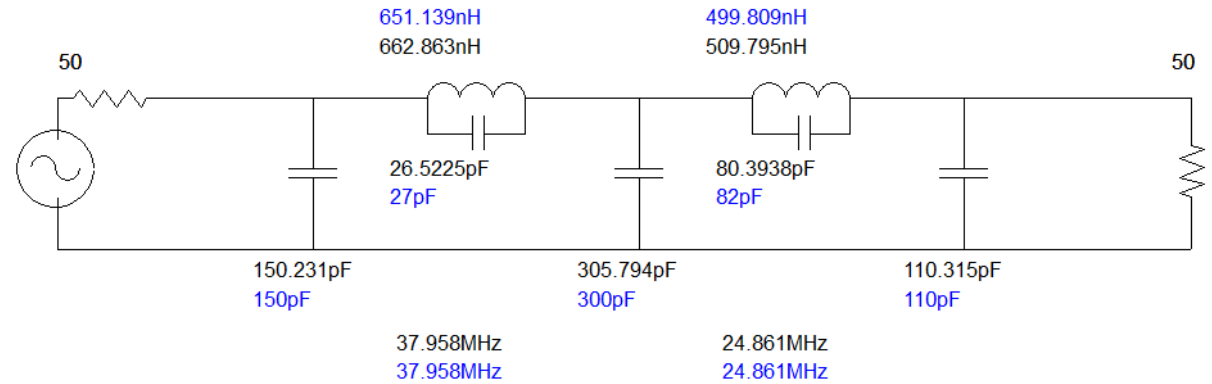 651.139nH
499.809nH
662.863nH
509.795nH
50
50
26.5225pF
80.3938pF
27pF
82pF
150.231pF
305.794pF
110.315pF
150pF
300pF
110pF
37.958MHz
24.861MHz
37.958MHz
24.861MHz